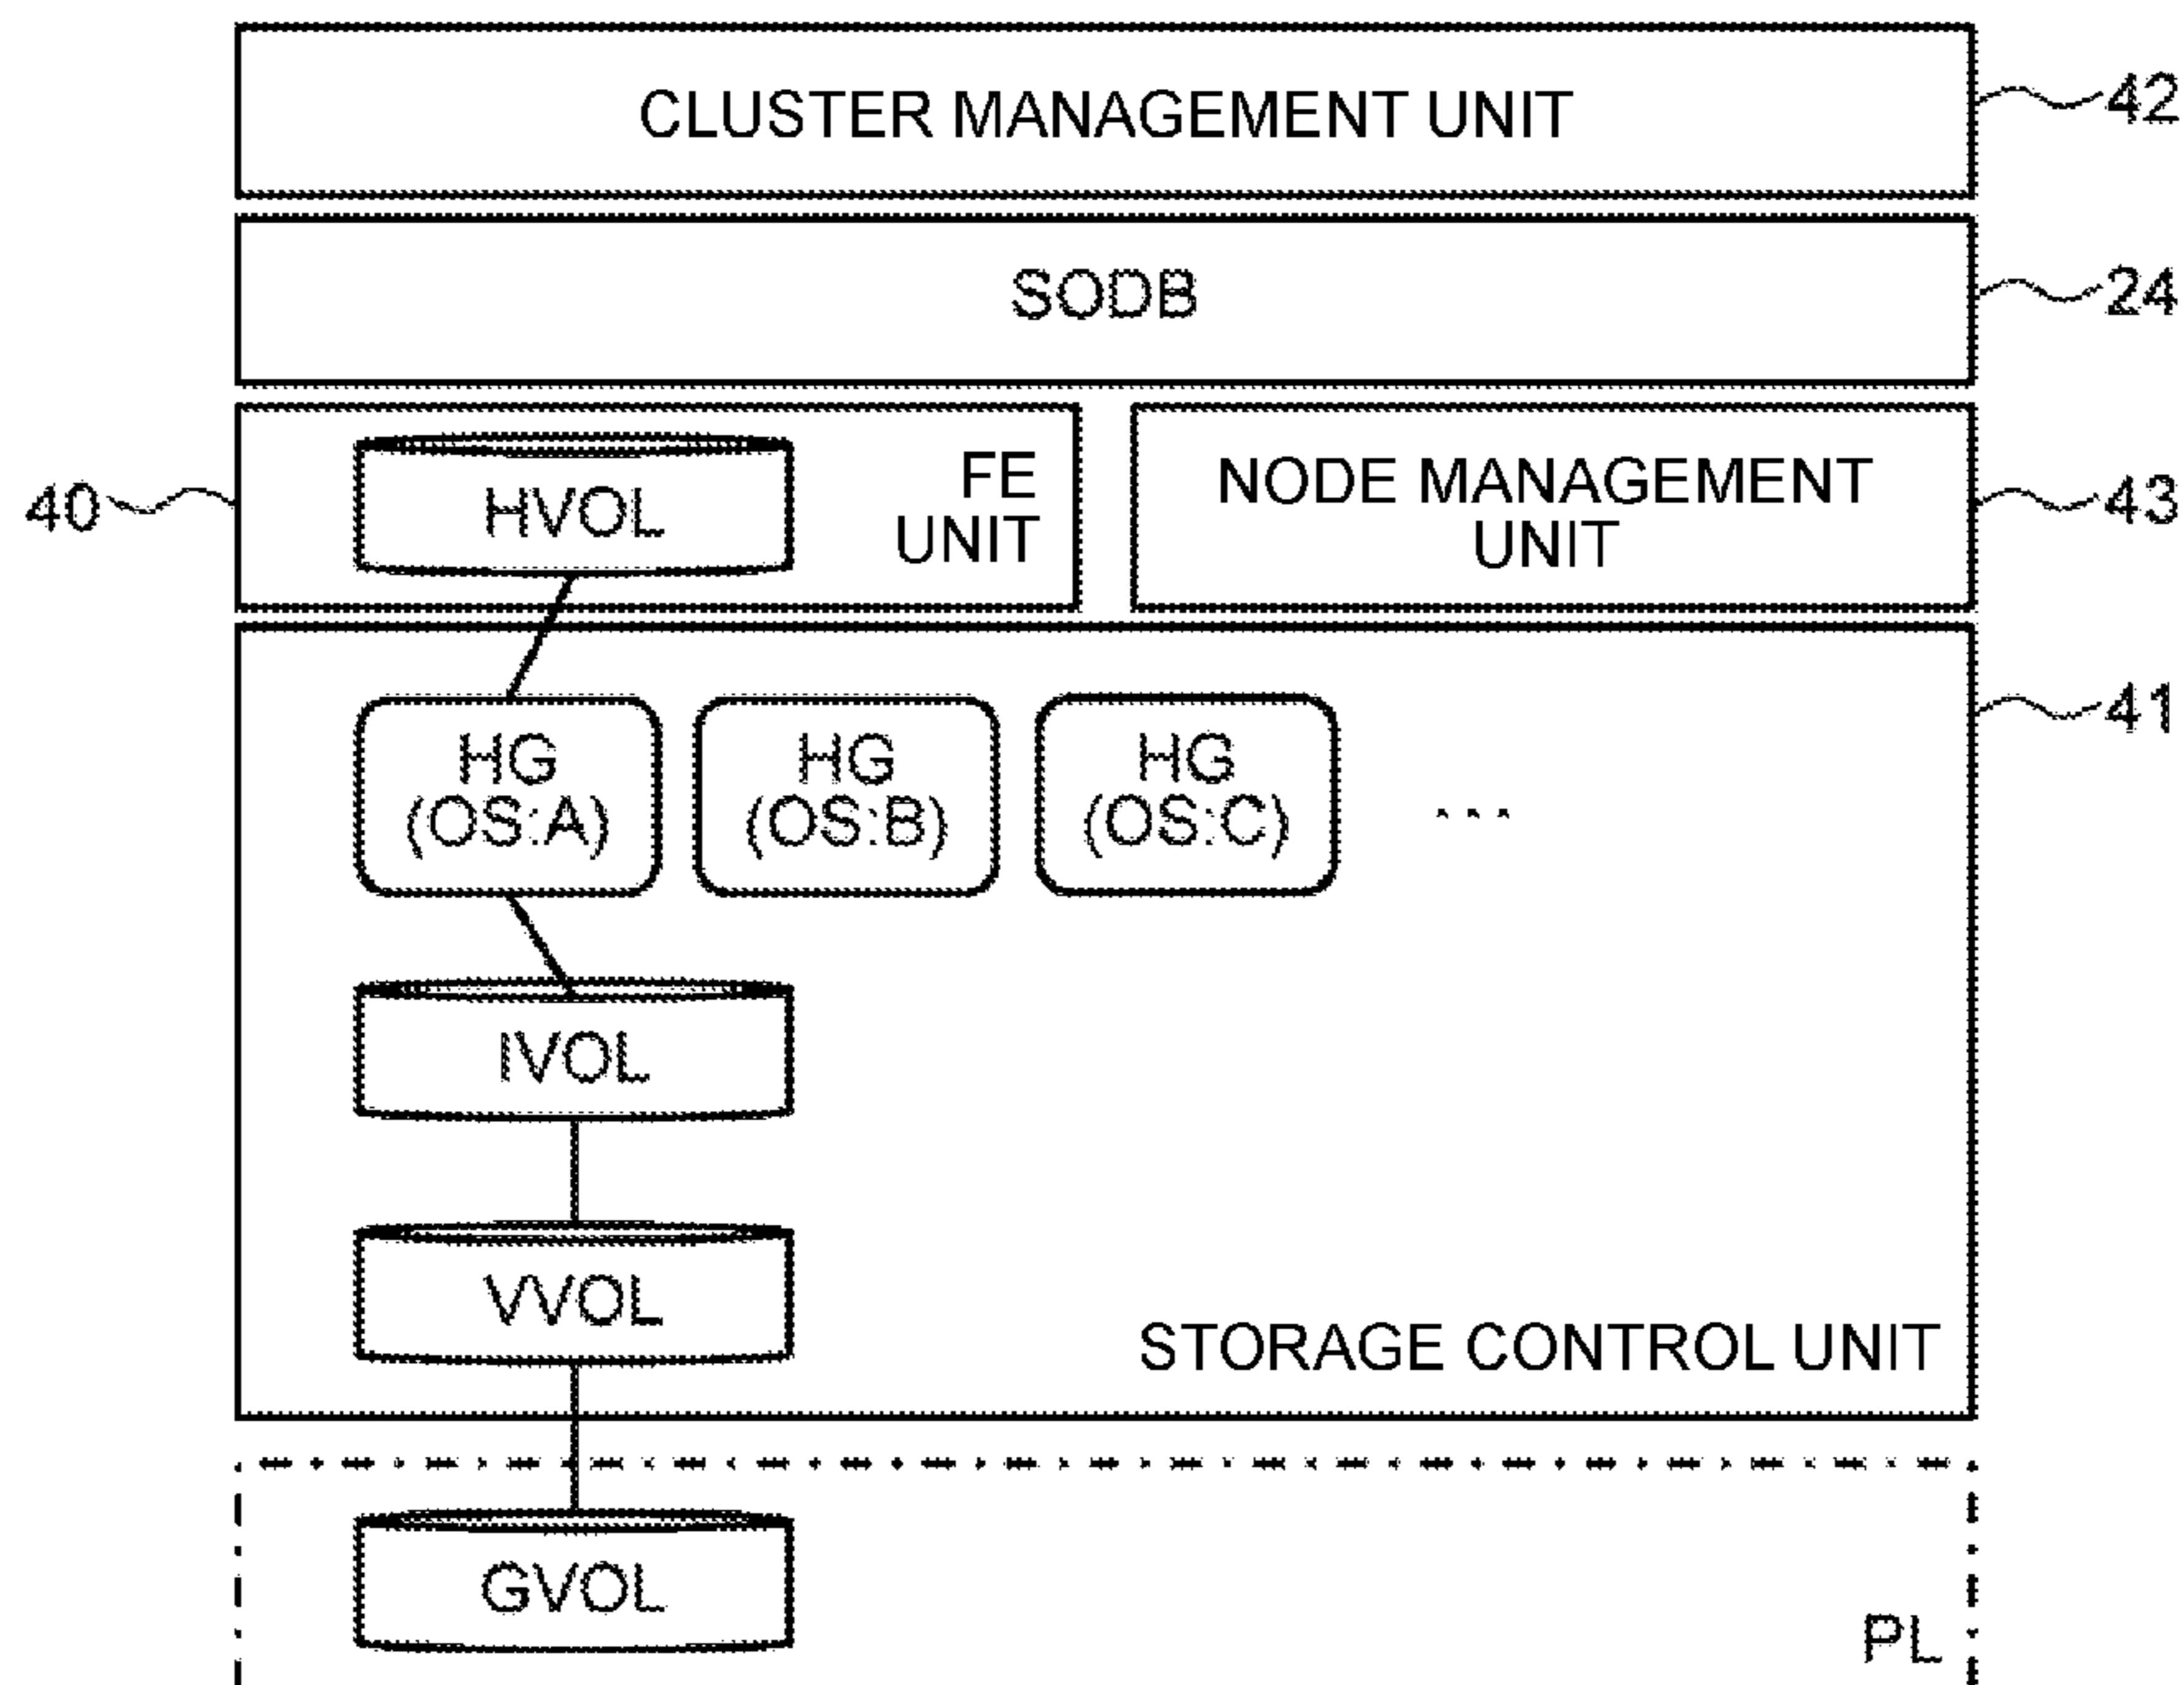 CLUSTER MANAGEMENT UNIT
42
SODB
24
40
HVOL
FE
UNIT
NODE MANAGEMENT
UNIT
43
41
HG
(OS:A)
HG
(OS:B)
HG
(OS:C)
...
IVOL
VVOL
STORAGE CONTROL UNIT
GVOL
PL